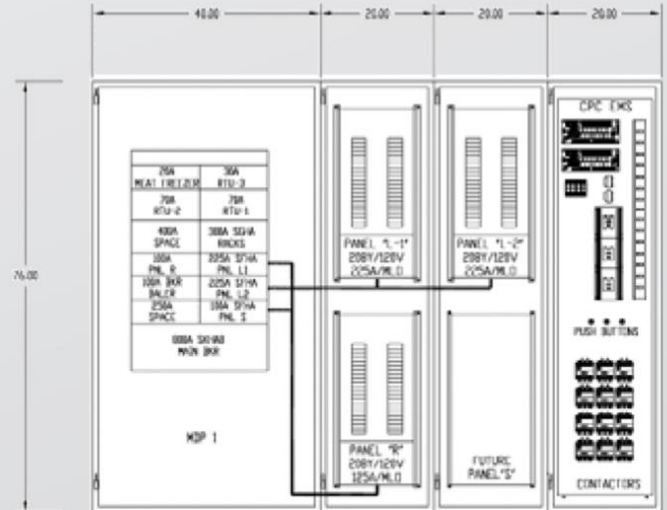 40.00
20.00
20.00
20.00
76.00
20A
MEAT FREEZER
30A
RTU-3
70A
RTU-2
70A
RTU-1
400A
SPACE
300A SGHA
RACKS
100A
PNL R
225A SFHA
PNL L1
100A BKR
BALER
225A SFHA
PNL L2
250A
SPACE
100A SFHA
PNL S
MAIN BKR
MDP 1
PANEL "L-1"
208Y/120V
225A/MLO
PANEL "L-2"
208Y/120V
225A/MLO
PANEL "R"
208Y/120V
125A/MLO
FUTURE
PANEL"S"
CPC EMS
PUSH BUTTONS
CONTACTORS